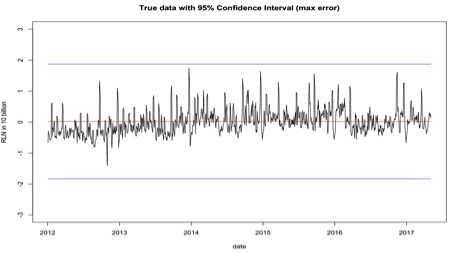 True data with 95% Confidence Interval (max error)
3
2
1
0
-1
-2
-3
RLN in 10 billion
2012 2013 2014 2015 2016 2017
date